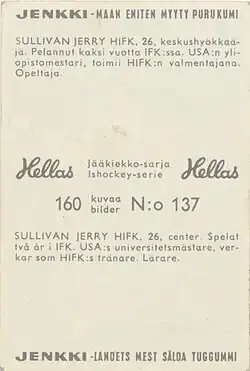 JENKKI-MAAN ENITEN MYYTY PURUKUMI
SULLIVAN JERRY HIFK, 26, keskushyökkää-
jä. Pelannut kaksi vuotta IFK:ssa. USA:n yli-
opistomestari, toimii HIFK:n valmentajana.
Opeltaja.
Hellas Jääkiekko-sarja Ishockey-serie Hellas
160 kuvaa bilder N:o 137
SULLIVAN JERRY HIFK, 26, center. Spelat
två år i IFK. USA:s universitetsmästare, ver-
kar som HIFK:s tränare. Lärare.
JENKKI-LANDETS MEST SÅLDA TUGGUMMI